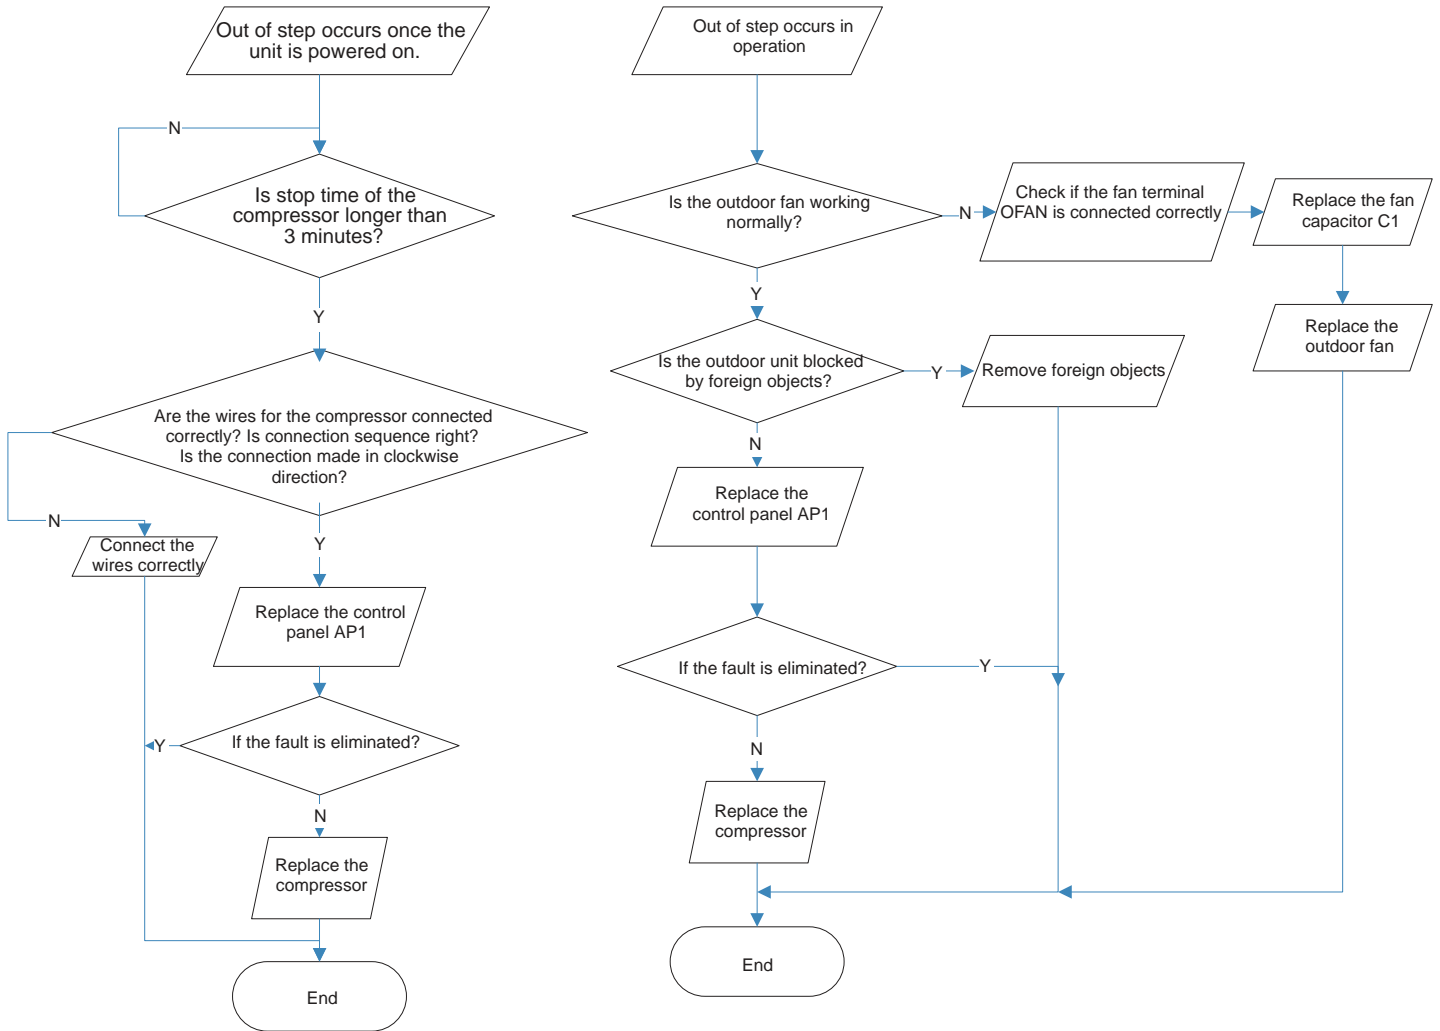 Out of step occurs once the
unit is powered on.
N
Is stop time of the
compressor longer than
3 minutes?
Y
Are the wires for the compressor connected
correctly? Is connection sequence right?
Is the connection made in clockwise
direction?
N
Connect the
wires correctly
Y
Replace the control
panel AP1
If the fault is eliminated?
Y
N
Replace the
compressor
End
Out of step occurs in
operation
Is the outdoor fan working
normally?
N
Check if the fan terminal
OFAN is connected correctly
Replace the fan
capacitor C1
Replace the
outdoor fan
Y
Is the outdoor unit blocked
by foreign objects?
Y
Remove foreign objects
N
Replace the
control panel AP1
If the fault is eliminated?
Y
N
Replace the
compressor
End